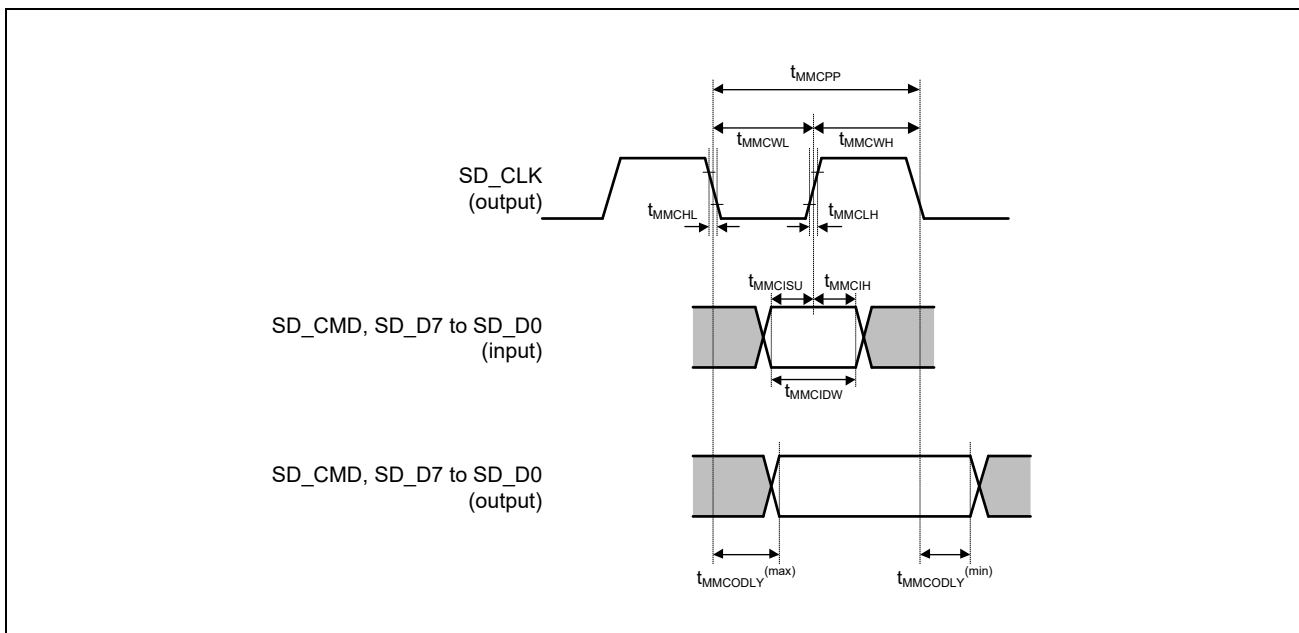 tMMCPP
tMMCWL tMMCWH
SD_CLK
(output)
tMMCHL tMMCLH
tMMCISU tMMCIH
SD_CMD, SD_D7 to SD_D0
(input)
tMMCIDW
SD_CMD, SD_D7 to SD_D0
(output)
tMMCODLY(max) tMMCODLY(min)